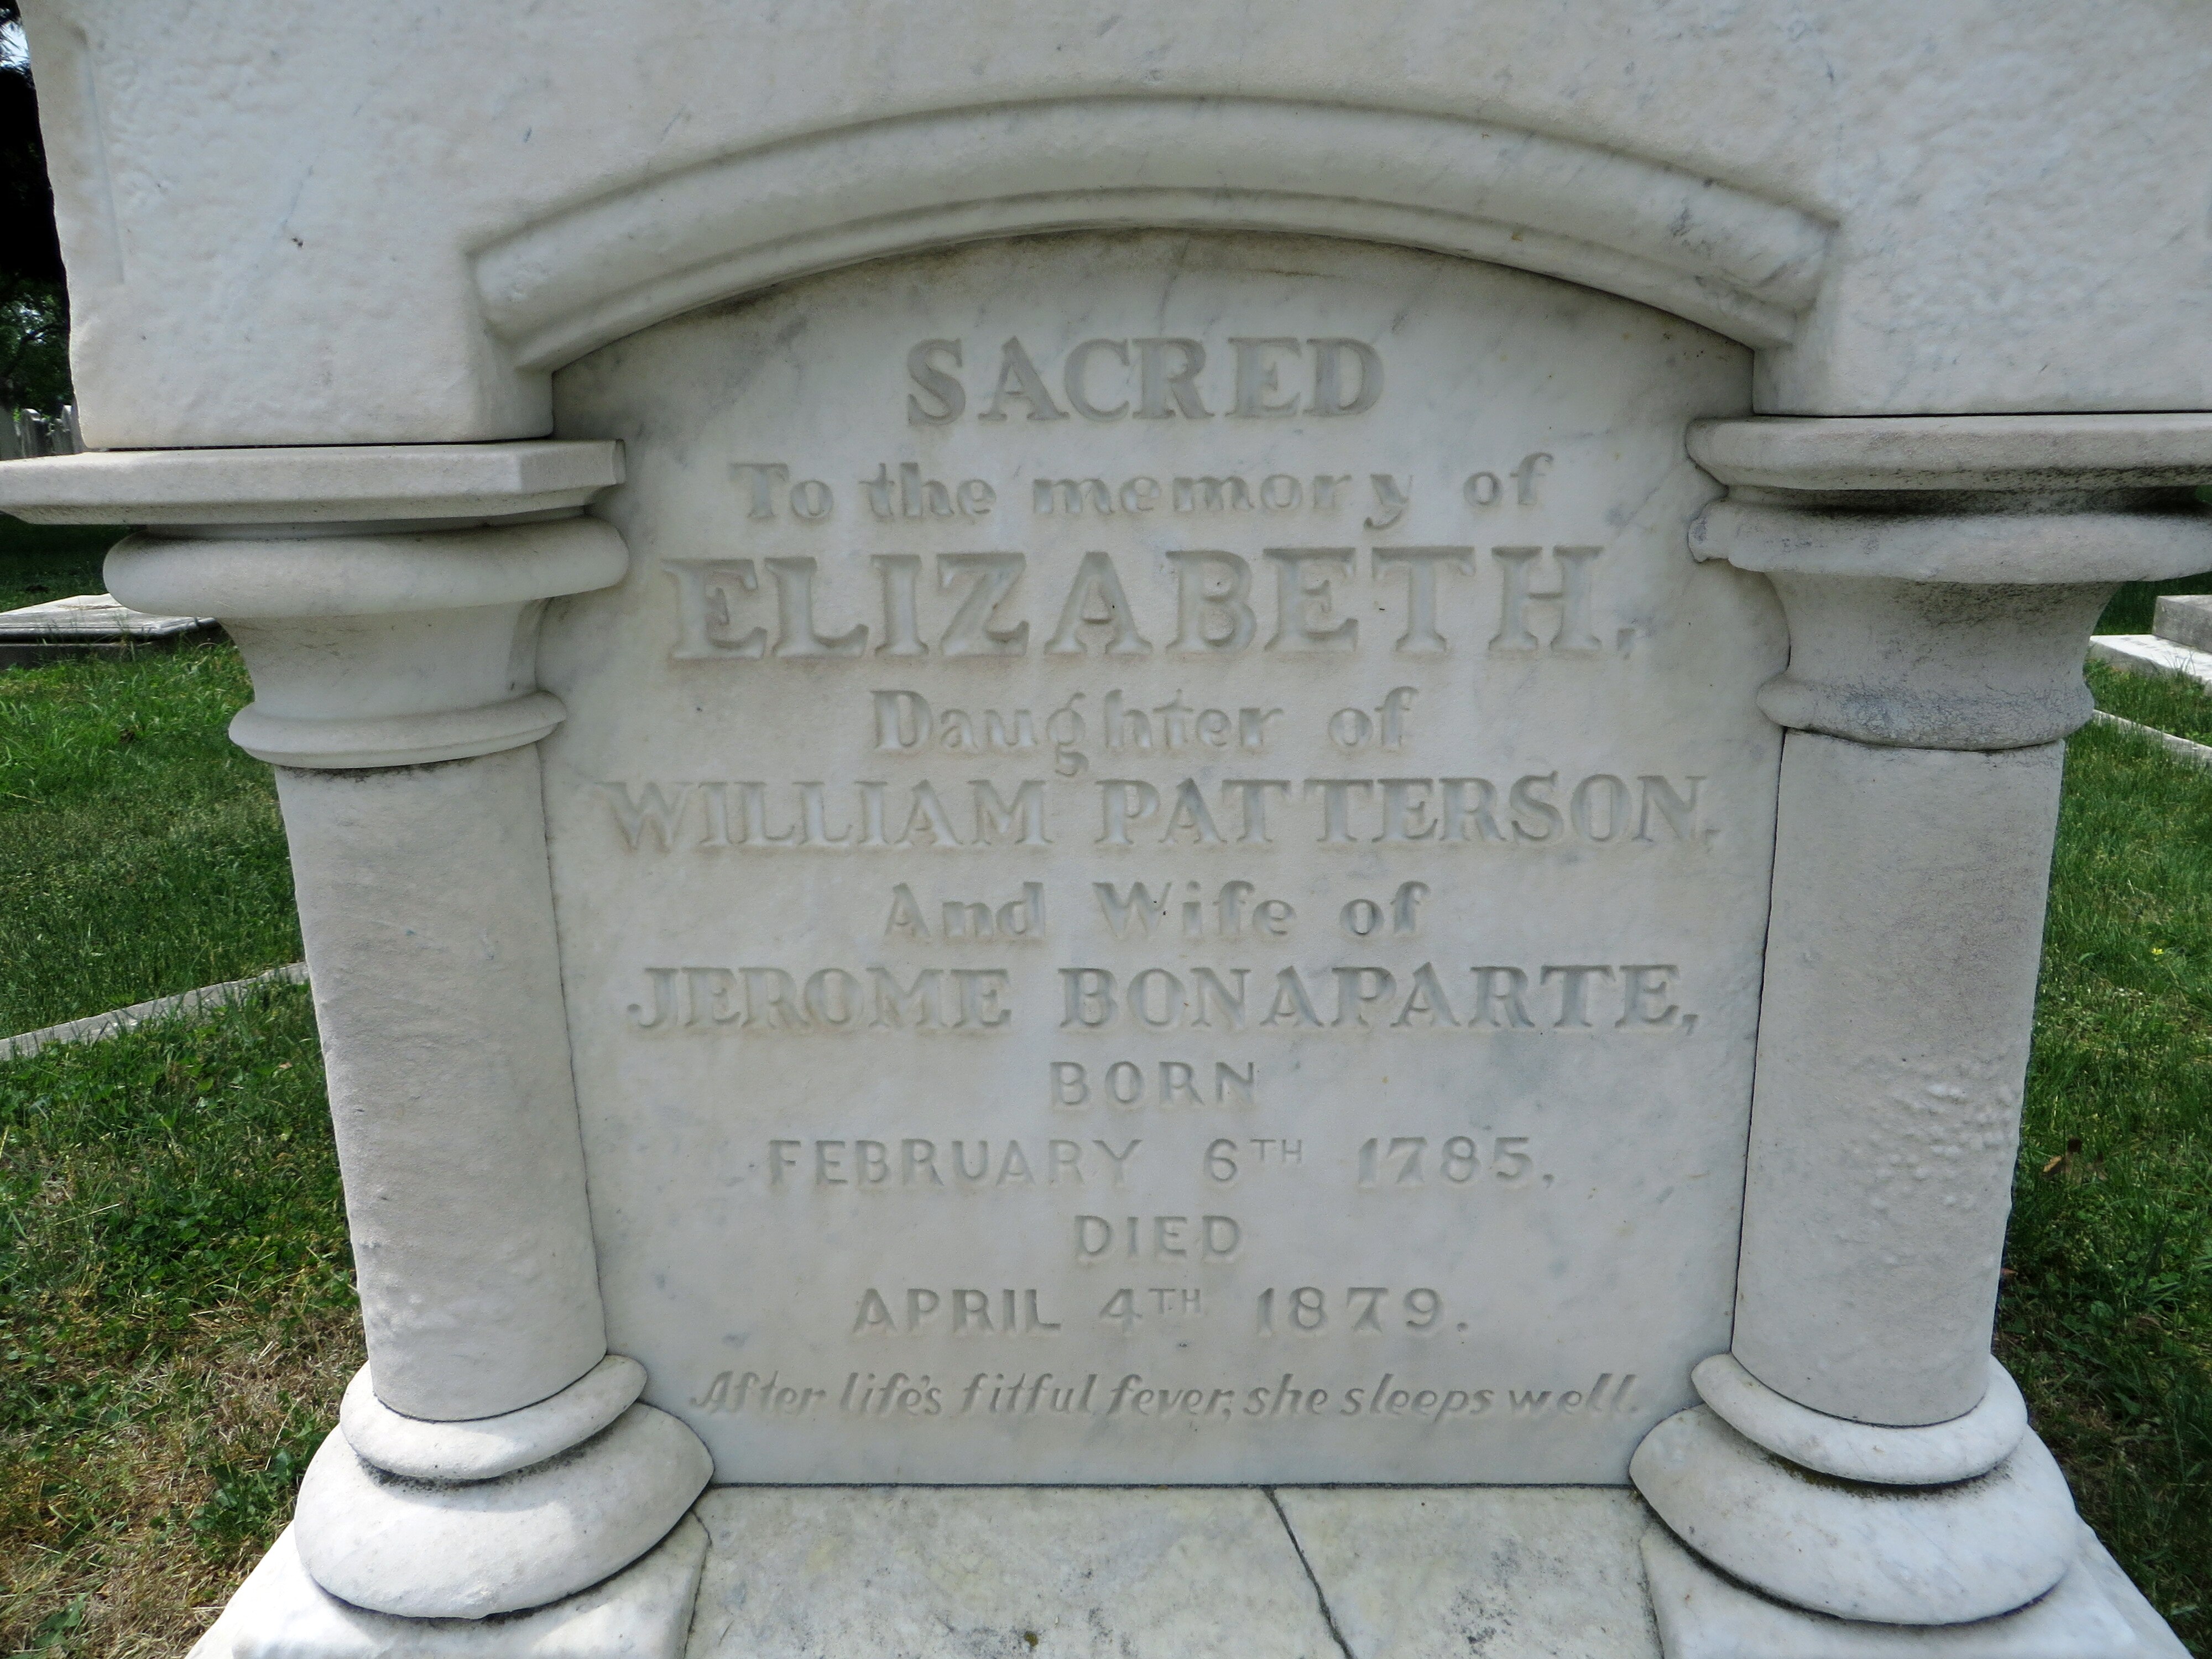 SACRED
To the memory of
ELIZABETH.
Daughter of
WILLIAM PATTERSON,
And Wife of
JEROME BONAPARTE,
BORN
FEBRUARY 6TH 1785,
DIED
APRIL 4TH 1879.
After life's fitful fever, she sleeps well.